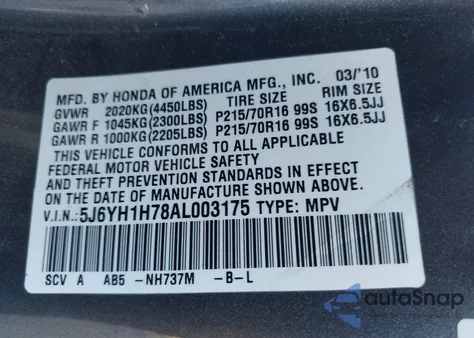 MFD. BY HONDA OF AMERICA MFG., INC. 03/'10
GVWR 2020KG(4450LBS) TIRE SIZE RIM SIZE
GAWR F 1045KG(2300LBS) P215/70R16 99S 16X6.5JJ
GAWR R 1000KG(2205LBS) P215/70R16 99S 16X6.5JJ
THIS VEHICLE CONFORMS TO ALL APPLICABLE
FEDERAL MOTOR VEHICLE SAFETY
AND THEFT PREVENTION STANDARDS IN EFFECT
ON THE DATE OF MANUFACTURE SHOWN ABOVE.
V.I.N.: 5J6YH1H78AL003175 TYPE: MPV
SCV A AB5 -NH737M -B-L
autoSnap